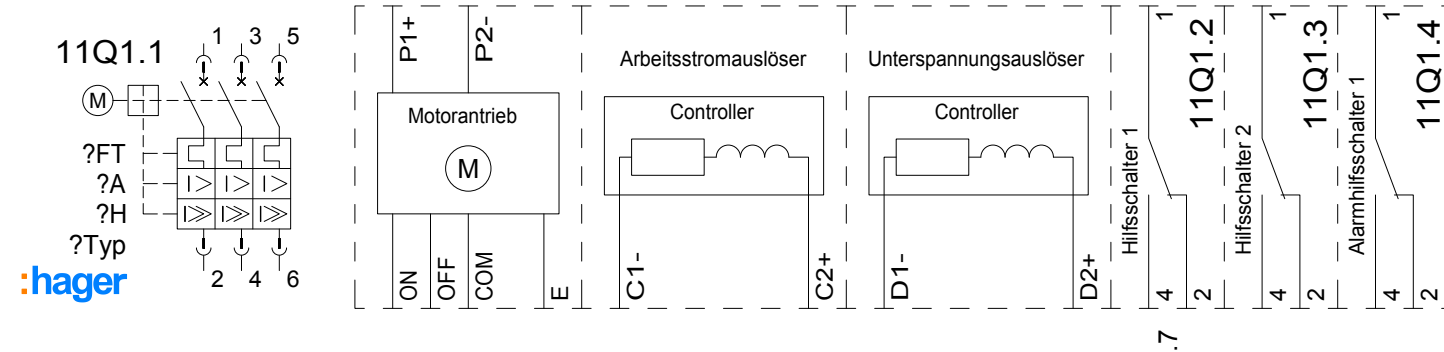 11Q1.1
1 3 5
M
?FT
?A
?H
?Typ
I> I> I>
I≫ I≫ I≫
2 4 6
:hager
P1+
P2-
Motorantrieb
M
ON
OFF
COM
E
Arbeitsstromauslöser
Controller
C1-
C2+
Unterspannungsauslöser
Controller
D1-
D2+
1
11Q1.2
Hilfsschalter 1
4
2
1
11Q1.3
Hilfsschalter 2
4
2
1
11Q1.4
Alarmhilfsschalter 1
4
2
.7